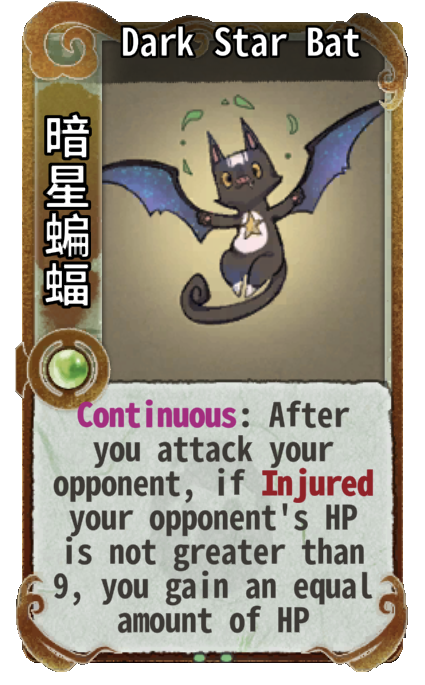 Dark Star Bat
暗星蝙蝠
Continuous: After
you attack your
opponent, if Injured
your opponent's HP
is not greater than
9, you gain an equal
amount of HP